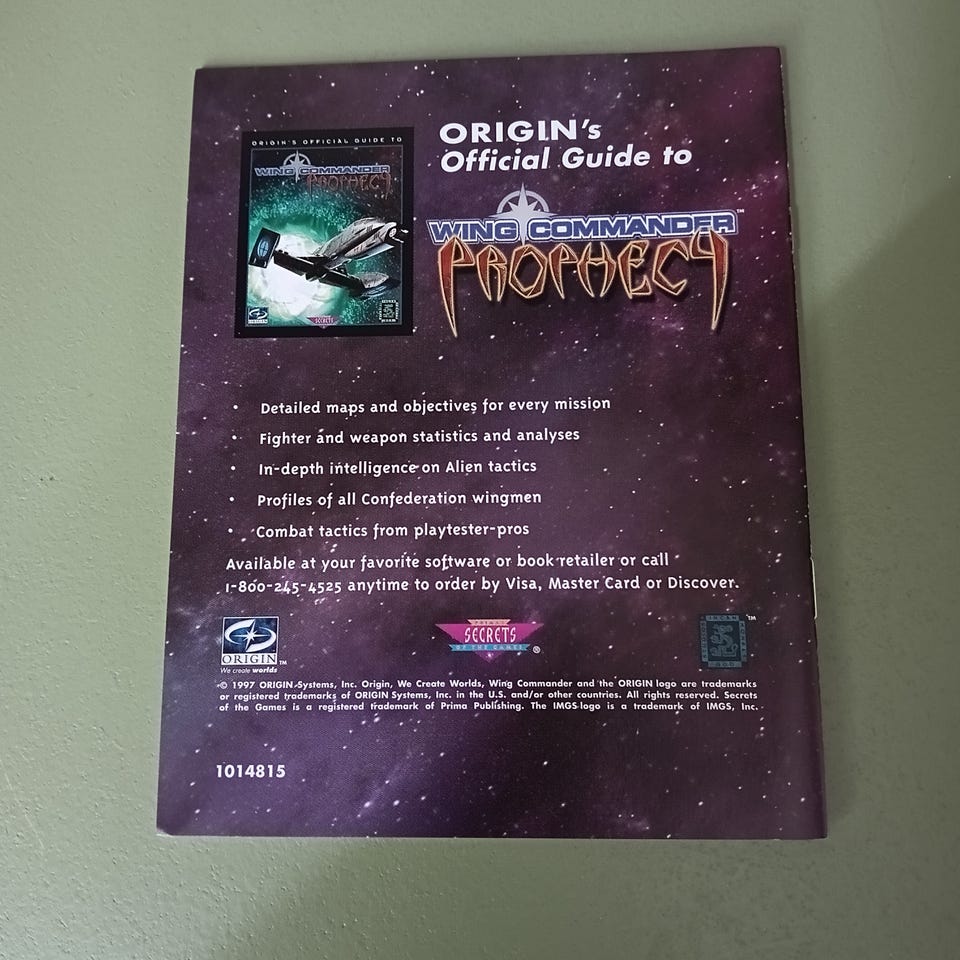 ORIGIN's
Official Guide to
ORIGIN'S OFFICIAL GUIDE TO
WING COMMANDER
PROPHECY
ORIGIN
SECRETS
WING COMMANDER™
PROPHECY
• Detailed maps and objectives for every mission
• Fighter and weapon statistics and analyses
• In-depth intelligence on Alien tactics
• Profiles of all Confederation wingmen
• Combat tactics from playtester-pros
Available at your favorite software or book retailer or call
1-800-245-4525 anytime to order by Visa, Master Card or Discover.
ORIGIN™
We create worlds
PRIMA'S
SECRETS
OF THE GAMES®
INCAN
™
© 1997 ORIGIN Systems, Inc. Origin, We Create Worlds, Wing Commander and the ORIGIN logo are trademarks
or registered trademarks of ORIGIN Systems, Inc. in the U.S. and/or other countries. All rights reserved. Secrets
of the Games is a registered trademark of Prima Publishing. The IMGS logo is a trademark of IMGS, Inc.
1014815